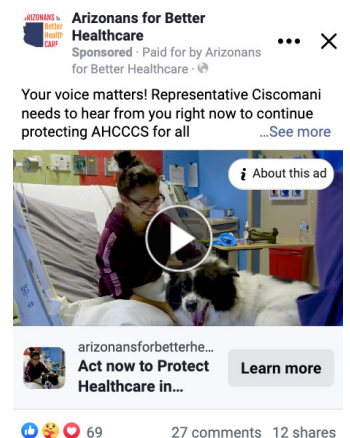 ARIZONANS
for
Better
Health
CARE
Arizonans for Better
Healthcare
Sponsored · Paid for by Arizonans
for Better Healthcare ·
Your voice matters! Representative Ciscomani
needs to hear from you right now to continue
protecting AHCCCS for all ...See more
i About this ad
arizonansforbetterhe...
Act now to Protect
Healthcare in...
Learn more
69 27 comments 12 shares